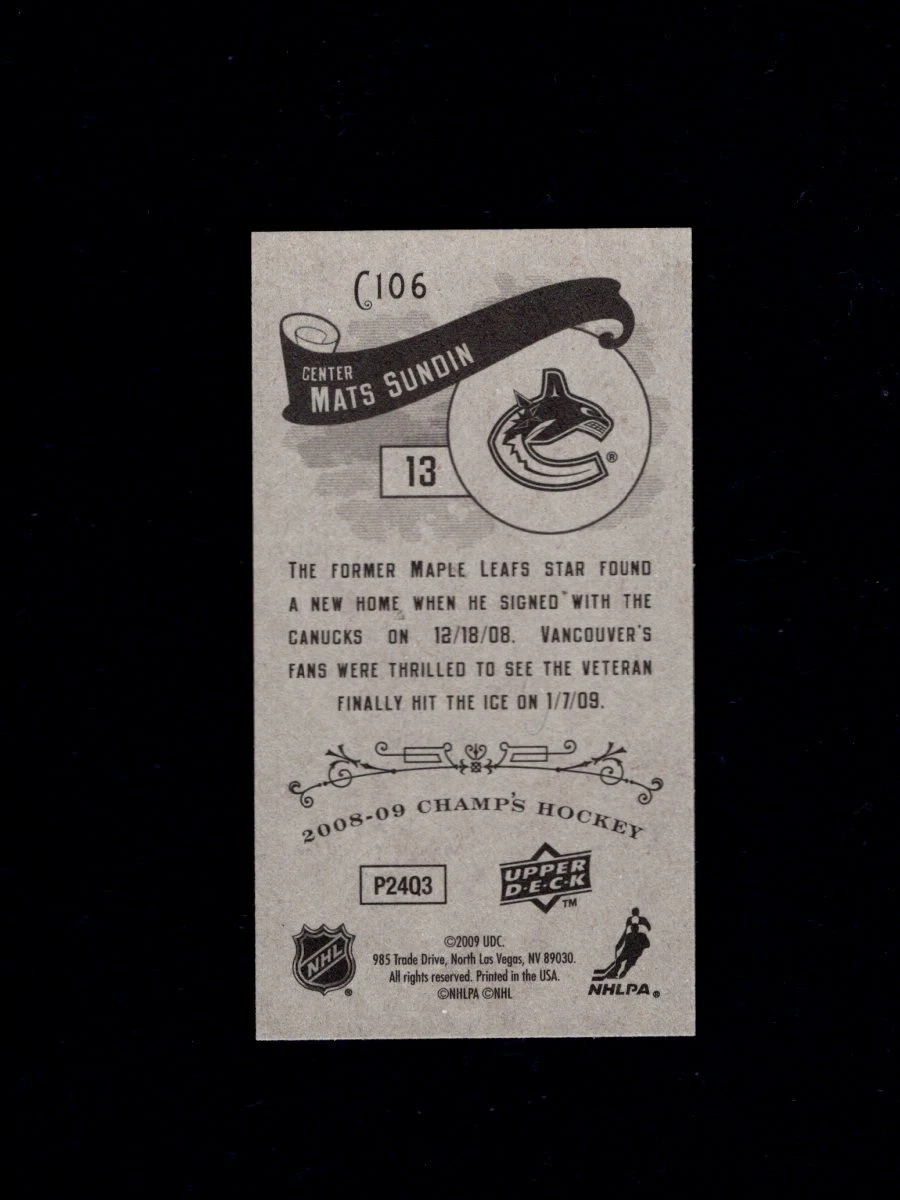 C106
CENTER
MATS SUNDIN
13
®
THE FORMER MAPLE LEAFS STAR FOUND
A NEW HOME WHEN HE SIGNED WITH THE
CANUCKS ON 12/18/08. VANCOUVER'S
FANS WERE THRILLED TO SEE THE VETERAN
FINALLY HIT THE ICE ON 1/7/09.
2008-09 CHAMP'S HOCKEY
P24Q3
UPPER
D·E·C·K
TM
NHL
®
©2009 UDC.
985 Trade Drive, North Las Vegas, NV 89030.
All rights reserved. Printed in the USA.
©NHLPA ©NHL
NHLPA®